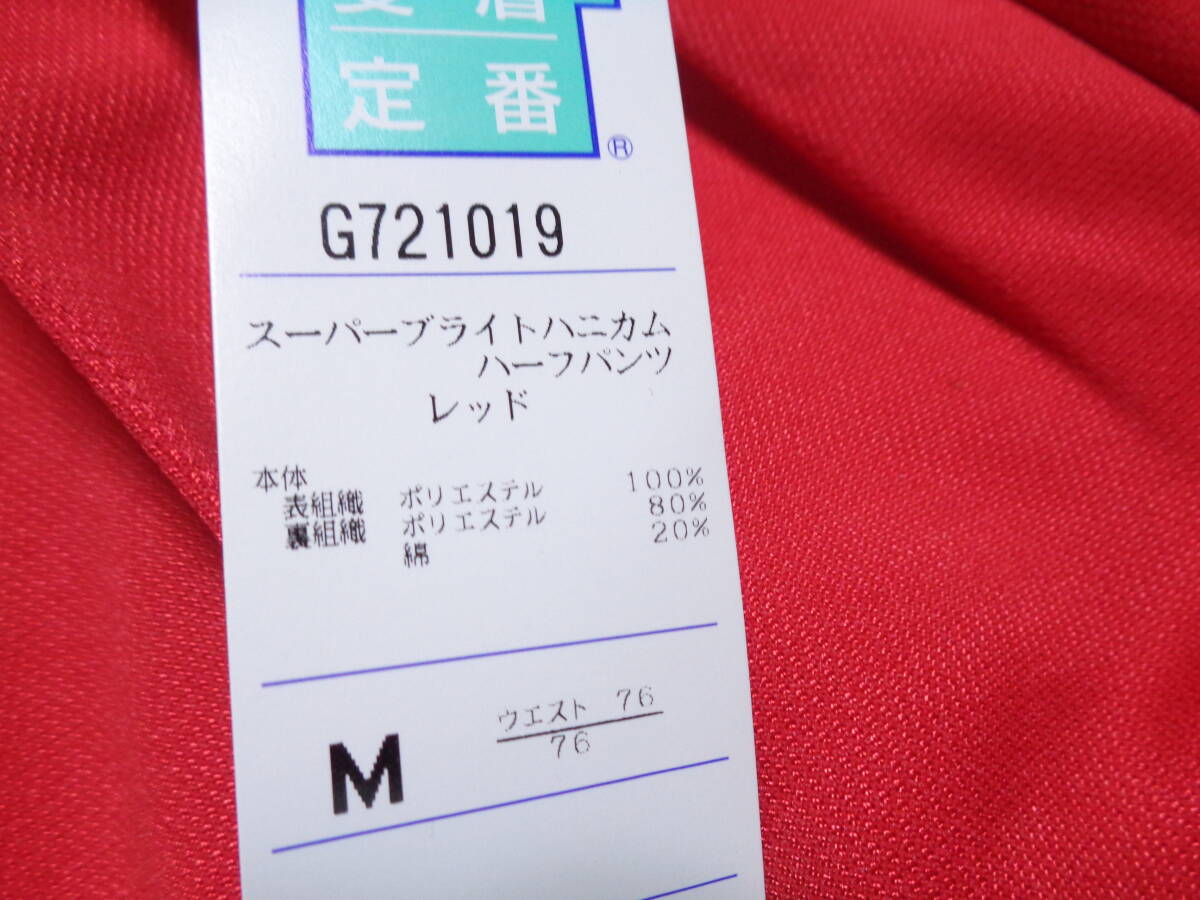 定番
®
G721019
スーパーブライトハニカム
ハーフパンツ
レッド
本体
表組織 ポリエステル 100%
裏組織 ポリエステル 80%
綿 20%
M
ウエスト 76
76